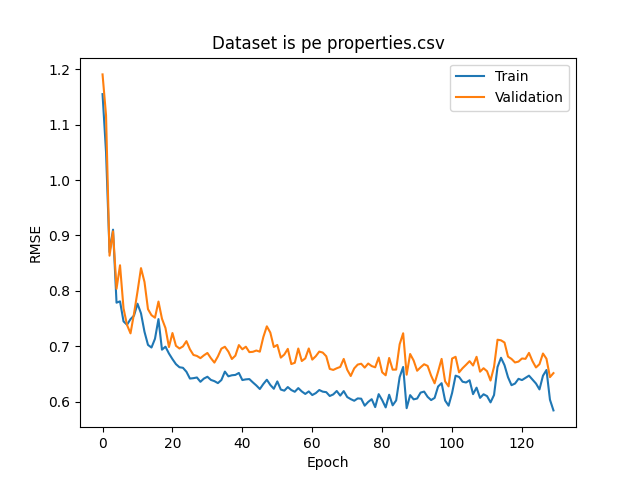 Dataset is pe properties.csv
Train
Validation
1.2
1.1
1.0
0.9
0.8
0.7
0.6
RMSE
0 20 40 60 80 100 120
Epoch